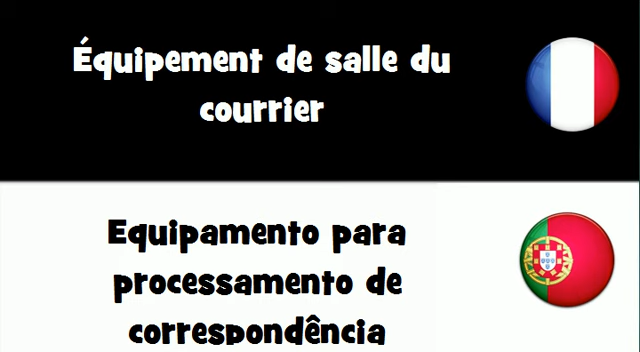 Équipement de salle du
courrier
Equipamento para
processamento de
correspondência